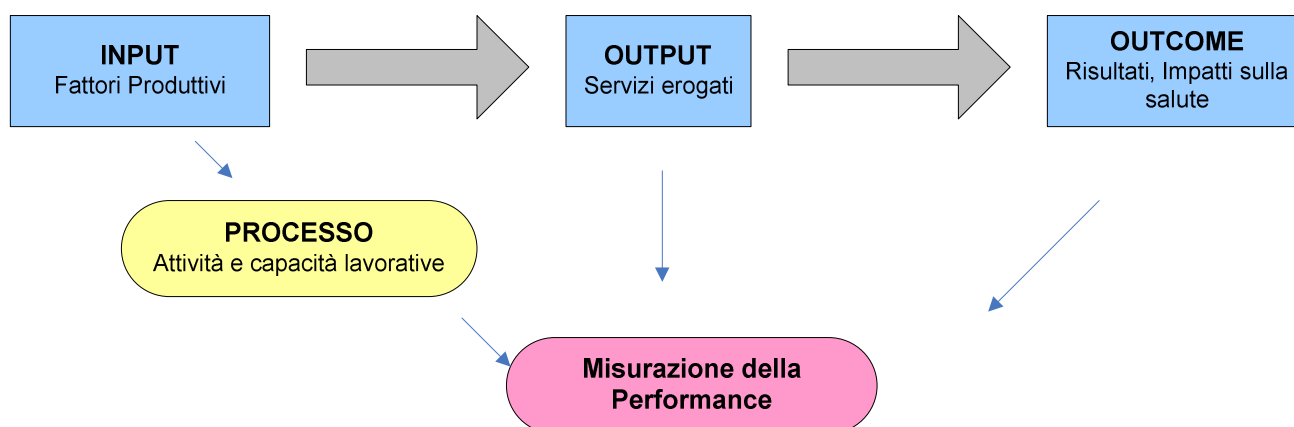 INPUT
Fattori Produttivi
OUTPUT
Servizi erogati
OUTCOME
Risultati, Impatti sulla
salute
PROCESSO
Attività e capacità lavorative
Misurazione della
Performance